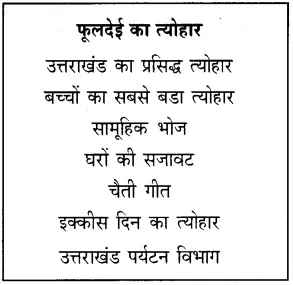 फूलदेई का त्योहार
उत्तराखंड का प्रसिद्ध त्योहार
बच्चों का सबसे बडा त्योहार
सामूहिक भोज
घरों की सजावट
चैती गीत
इक्कीस दिन का त्योहार
उत्तराखंड पर्यटन विभाग